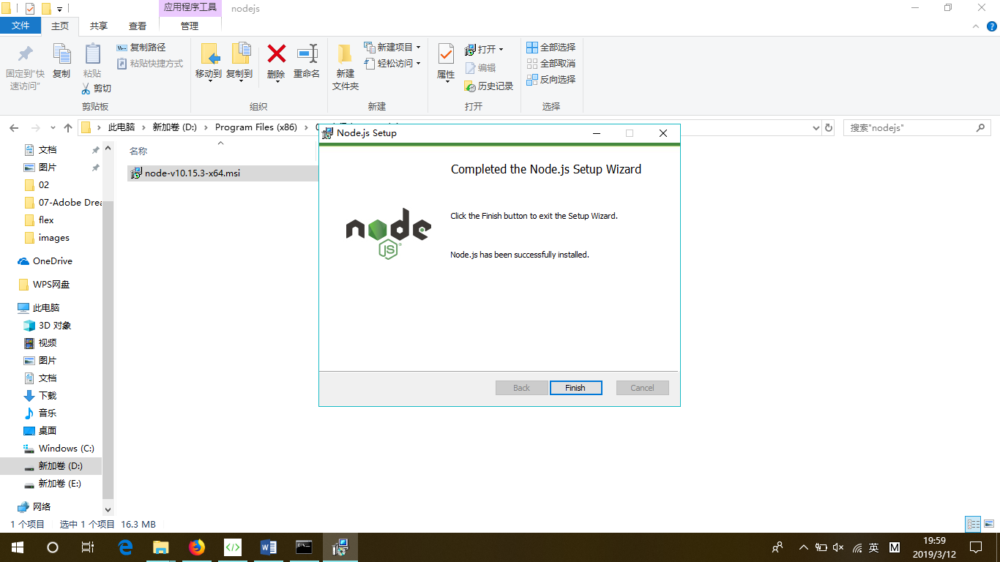 应用程序工具
nodejs
文件
主页
共享
查看
管理
固定到"快
速访问"
复制
粘贴
复制路径
粘贴快捷方式
剪切
剪贴板
移动到
复制到
删除
重命名
组织
新建
文件夹
新建项目
轻松访问
新建
属性
打开
编辑
历史记录
打开
全部选择
全部取消
反向选择
选择
此电脑
新加卷 (D:)
Program Files (x86)
搜索"nodejs"
文档
图片
02
07-Adobe Drea
flex
images
OneDrive
WPS网盘
此电脑
3D 对象
视频
图片
文档
下载
音乐
桌面
Windows (C:)
新加卷 (D:)
新加卷 (E:)
网络
名称
node-v10.15.3-x64.msi
Node.js Setup
Completed the Node.js Setup Wizard
Click the Finish button to exit the Setup Wizard.
node
JS
Node.js has been successfully installed.
Back
Finish
Cancel
1 个项目
选中 1 个项目 16.3 MB
英
M
19:59
2019/3/12